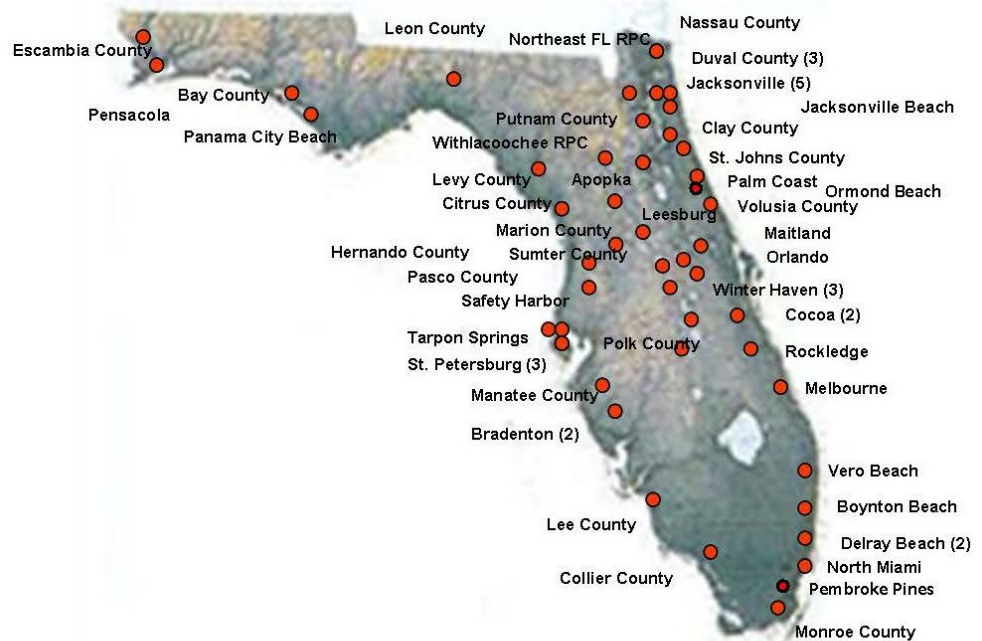 Nassau County
Leon County
Northeast FL RPC
Escambia County
Duval County (3)
Jacksonville (5)
Bay County
Jacksonville Beach
Pensacola
Putnam County
Clay County
Panama City Beach
Withlacoochee RPC
St. Johns County
Levy County
Apopka
Palm Coast
Ormond Beach
Citrus County
Leesburg
Volusia County
Marion County
Maitland
Hernando County
Sumter County
Orlando
Pasco County
Winter Haven (3)
Safety Harbor
Cocoa (2)
Tarpon Springs
Polk County
Rockledge
St. Petersburg (3)
Manatee County
Melbourne
Bradenton (2)
Vero Beach
Boynton Beach
Lee County
Delray Beach (2)
North Miami
Collier County
Pembroke Pines
Monroe County